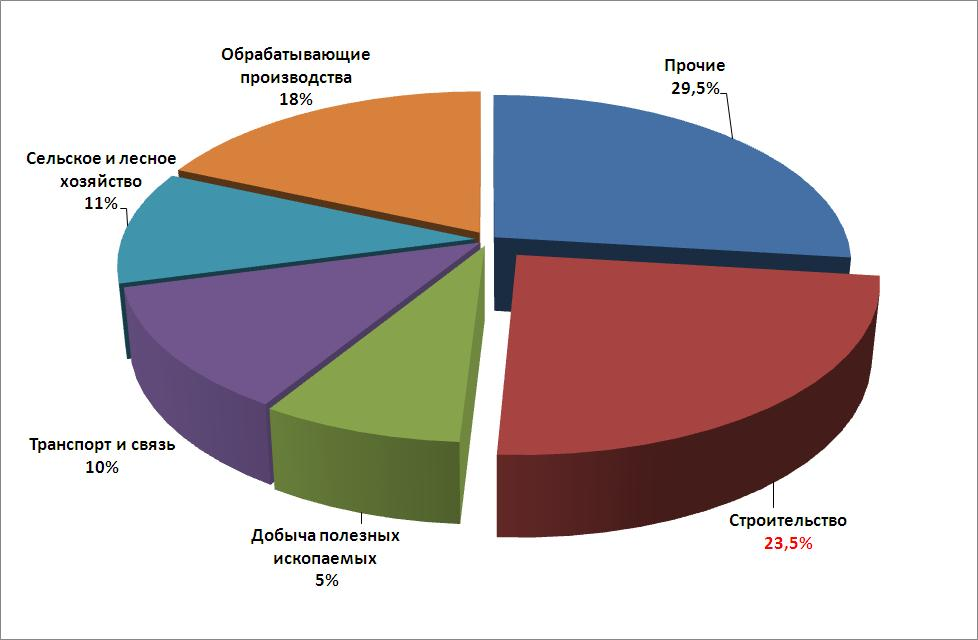 Обрабатывающие
производства
18%
Прочие
29,5%
Сельское и лесное
хозяйство
11%
Транспорт и связь
10%
Добыча полезных
ископаемых
5%
Строительство
23,5%